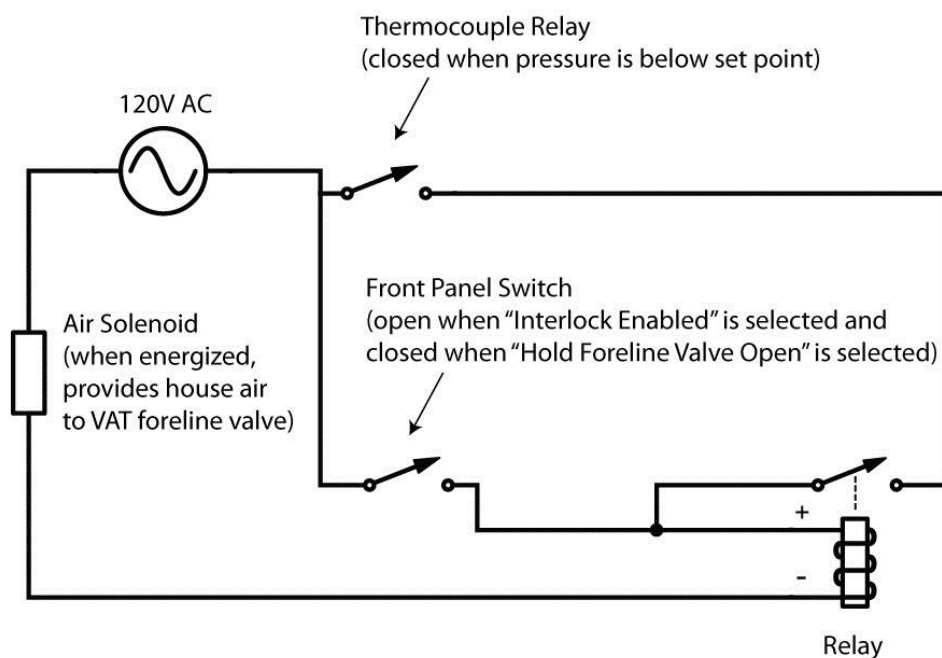 Thermocouple Relay
(closed when pressure is below set point)
120V AC
Front Panel Switch
(open when “Interlock Enabled” is selected and
closed when “Hold Foreline Valve Open” is selected)
Air Solenoid
(when energized,
provides house air
to VAT foreline valve)
+
-
Relay